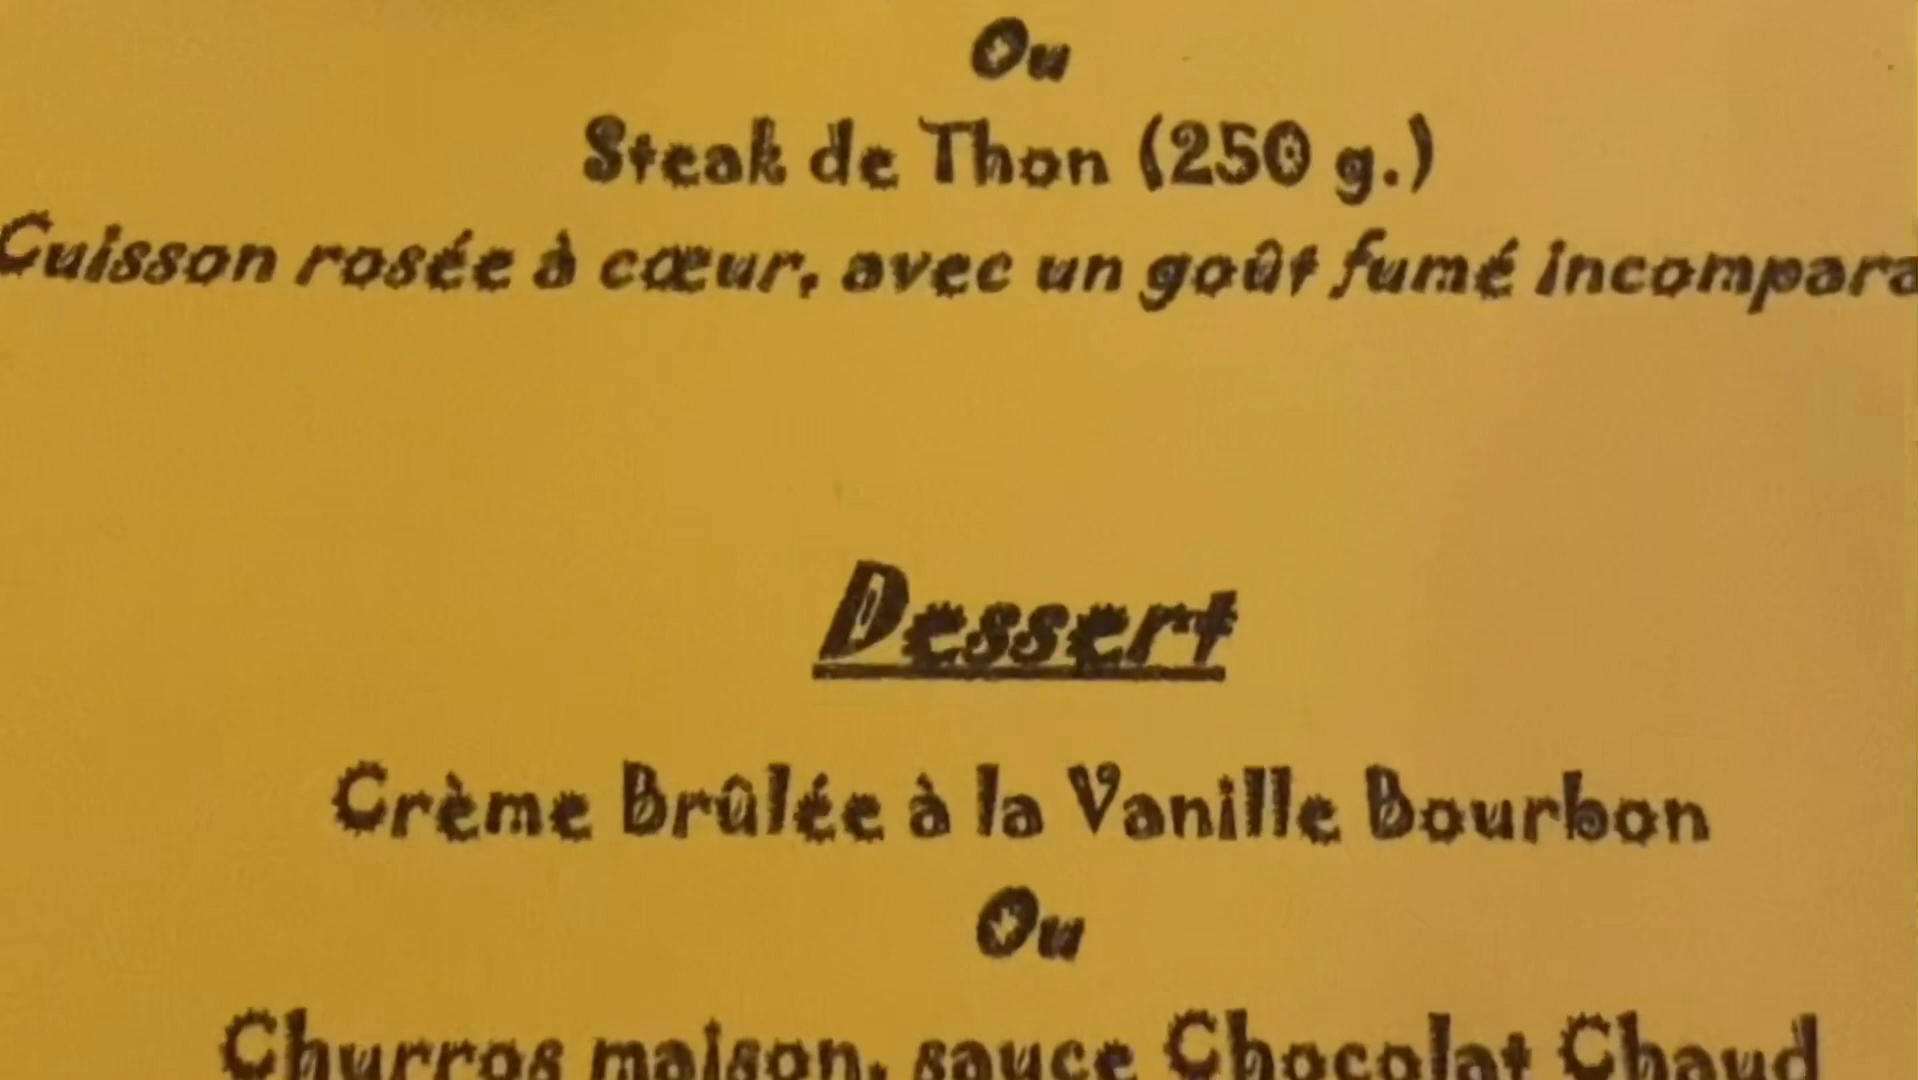 Ou
Steak de Thon (250 g.)
Cuisson rosée à cœur, avec un goût fumé incompara
Dessert
Crème Brûlée à la Vanille Bourbon
Ou
Churros maison, sauce Chocolat Chaud